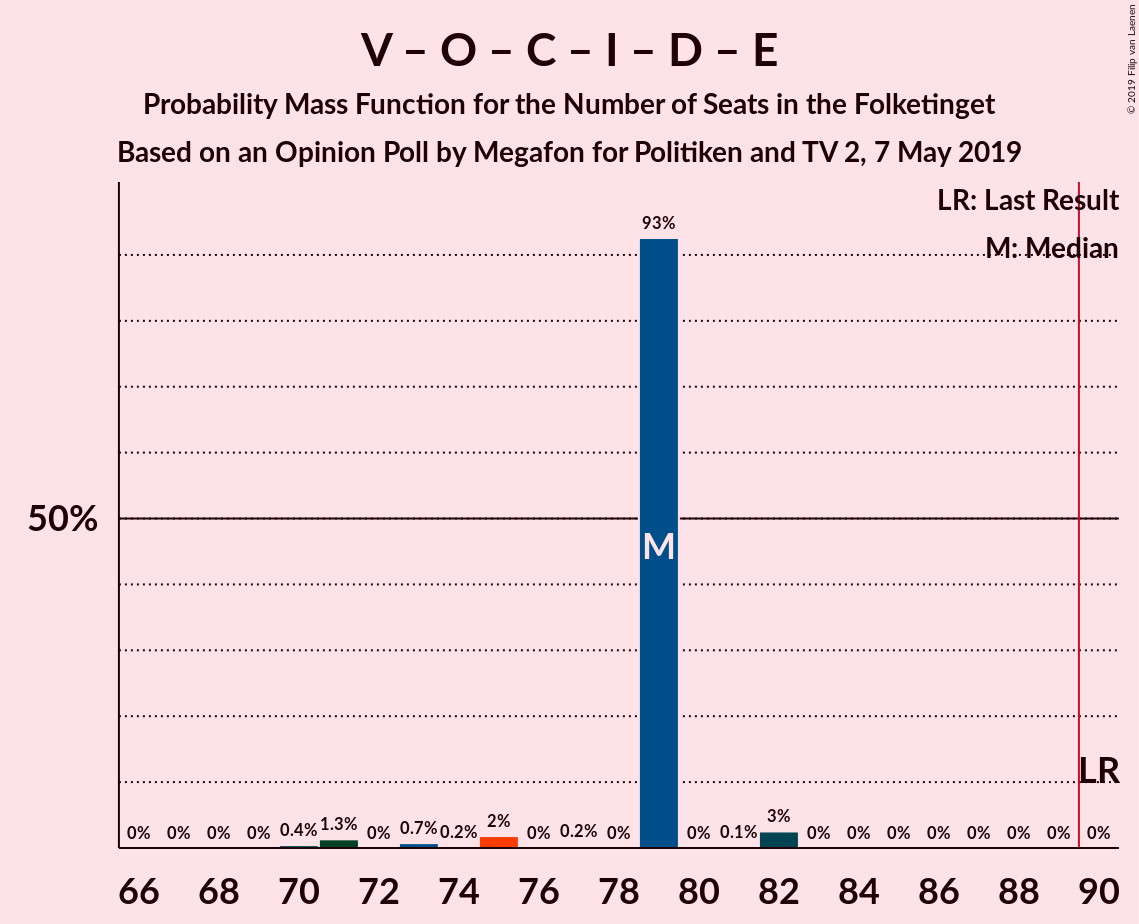 V – O – C – I – D – E
Probability Mass Function for the Number of Seats in the Folketinget
Based on an Opinion Poll by Megafon for Politiken and TV 2, 7 May 2019
© 2019 Filip van Laenen
LR: Last Result
M: Median
93%
50%
M
LR
0% 0% 0% 0% 0.4% 1.3% 0% 0.7% 0.2% 2% 0% 0.2% 0% 0% 0.1% 3% 0% 0% 0% 0% 0% 0% 0% 0%
66 68 70 72 74 76 78 80 82 84 86 88 90